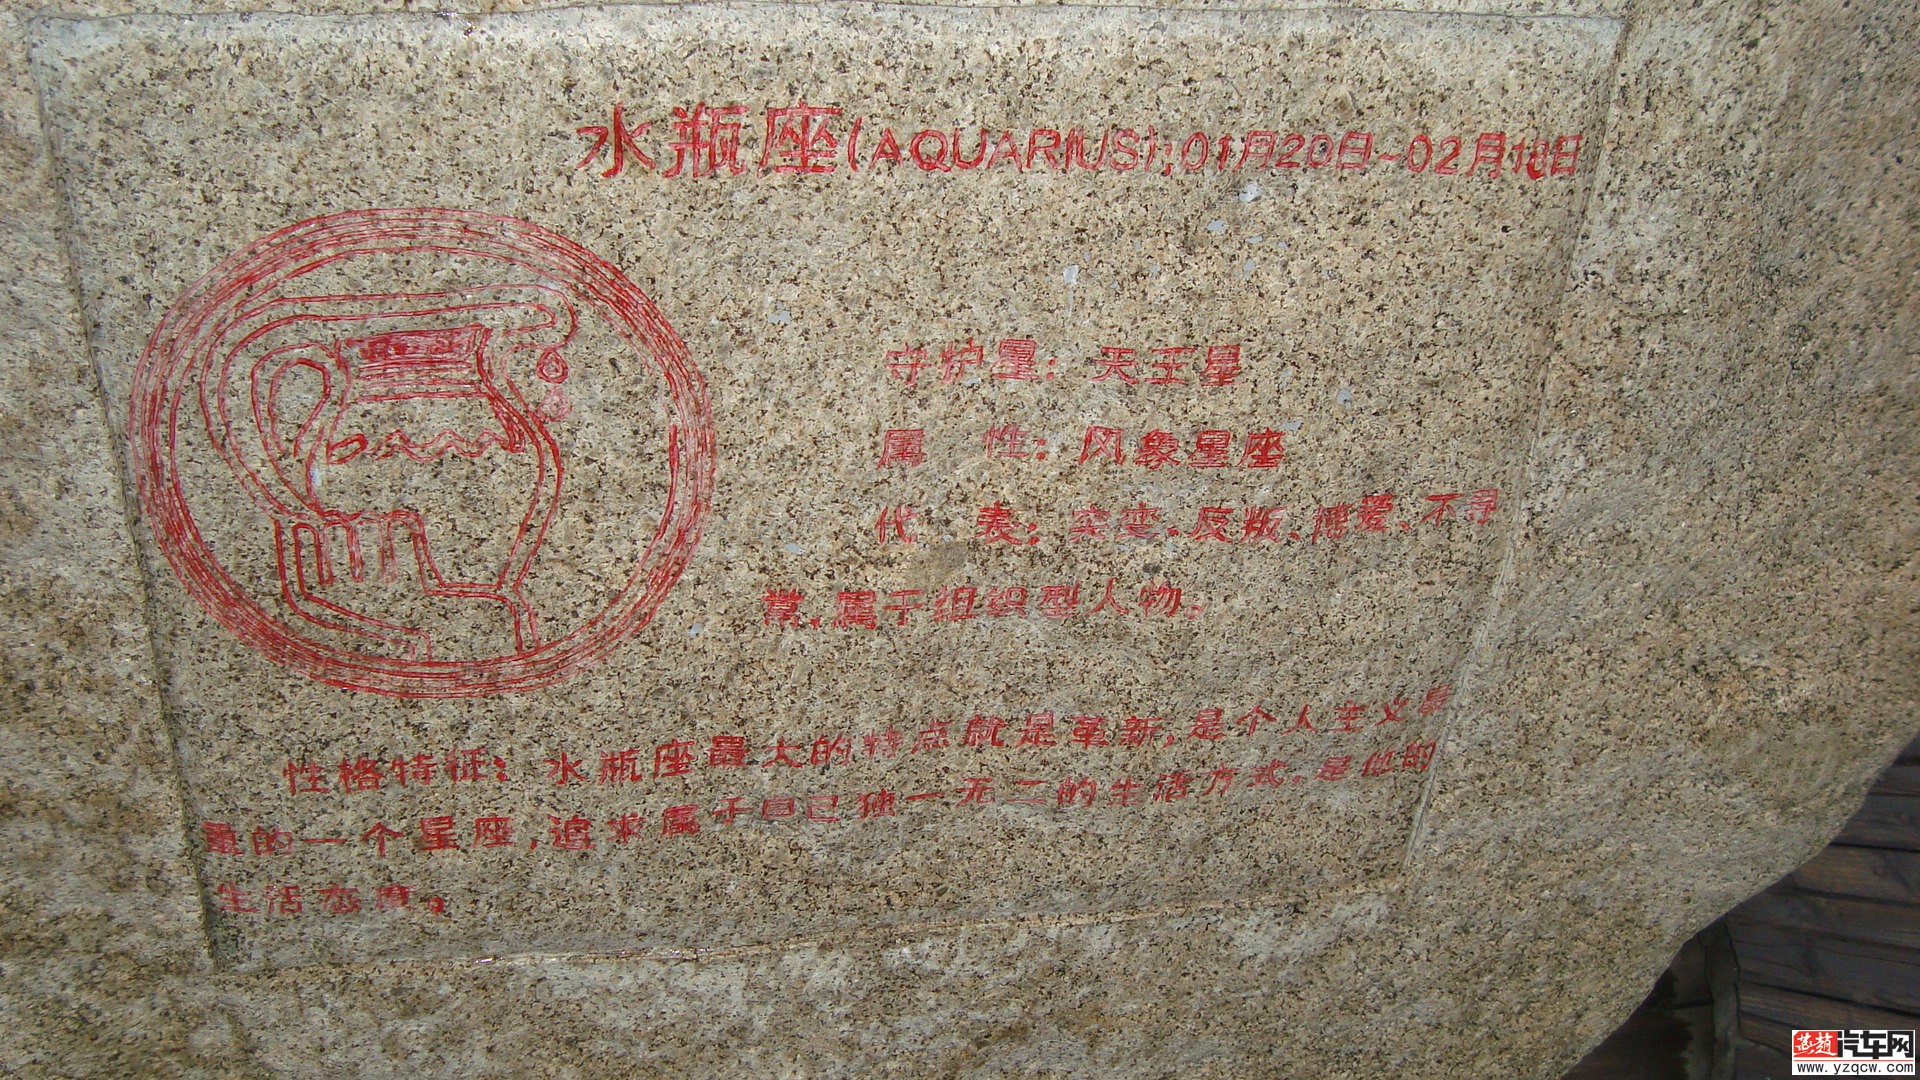 水瓶座(AQUARIUS);01月20日-02月18日
守护星：天王星
属 性：风象星座
代 表：突变、反叛、博爱、不寻
常、属于组织型人物。
性格特征：水瓶座最大的特点就是革新,是个人主义最
重的一个星座,追求属于自己独一无二的生活方式。是他的
生活态度。
燕赵汽车网
www.yzqcw.com